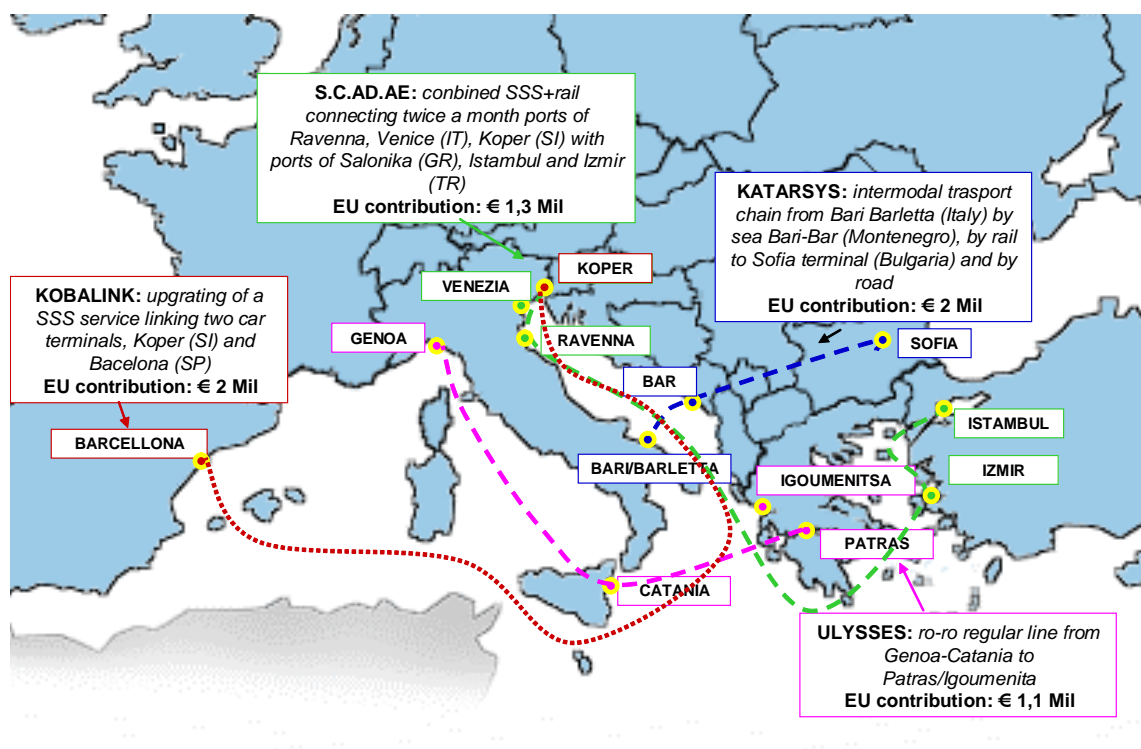 S.C.AD.AE: combined SSS+rail
connecting twice a month ports of
Ravenna, Venice (IT), Koper (SI) with
ports of Salonika (GR), Istambul and Izmir
(TR)
EU contribution: € 1,3 Mil
KATARSYS: intermodal trasport
chain from Bari Barletta (Italy) by
sea Bari-Bar (Montenegro), by rail
to Sofia terminal (Bulgaria) and by
road
EU contribution: € 2 Mil
KOBALINK: upgrating of a
SSS service linking two car
terminals, Koper (SI) and
Bacelona (SP)
EU contribution: € 2 Mil
KOPER
VENEZIA
GENOA
RAVENNA
SOFIA
BAR
BARCELLONA
ISTAMBUL
BARI/BARLETTA
IGOUMENITSA
IZMIR
PATRAS
CATANIA
ULYSSES: ro-ro regular line from
Genoa-Catania to
Patras/Igoumenita
EU contribution: € 1,1 Mil